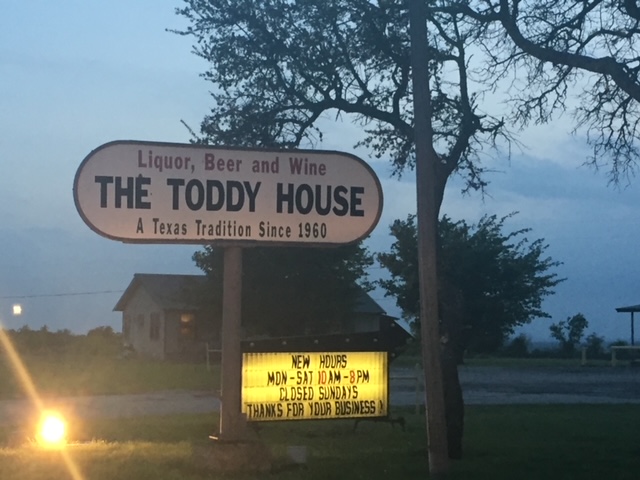 Liquor, Beer and Wine
THE TODDY HOUSE
A Texas Tradition Since 1960
NEW HOURS
MON-SAT 10AM-8PM
CLOSED SUNDAYS
THANKS FOR YOUR BUSINESS !